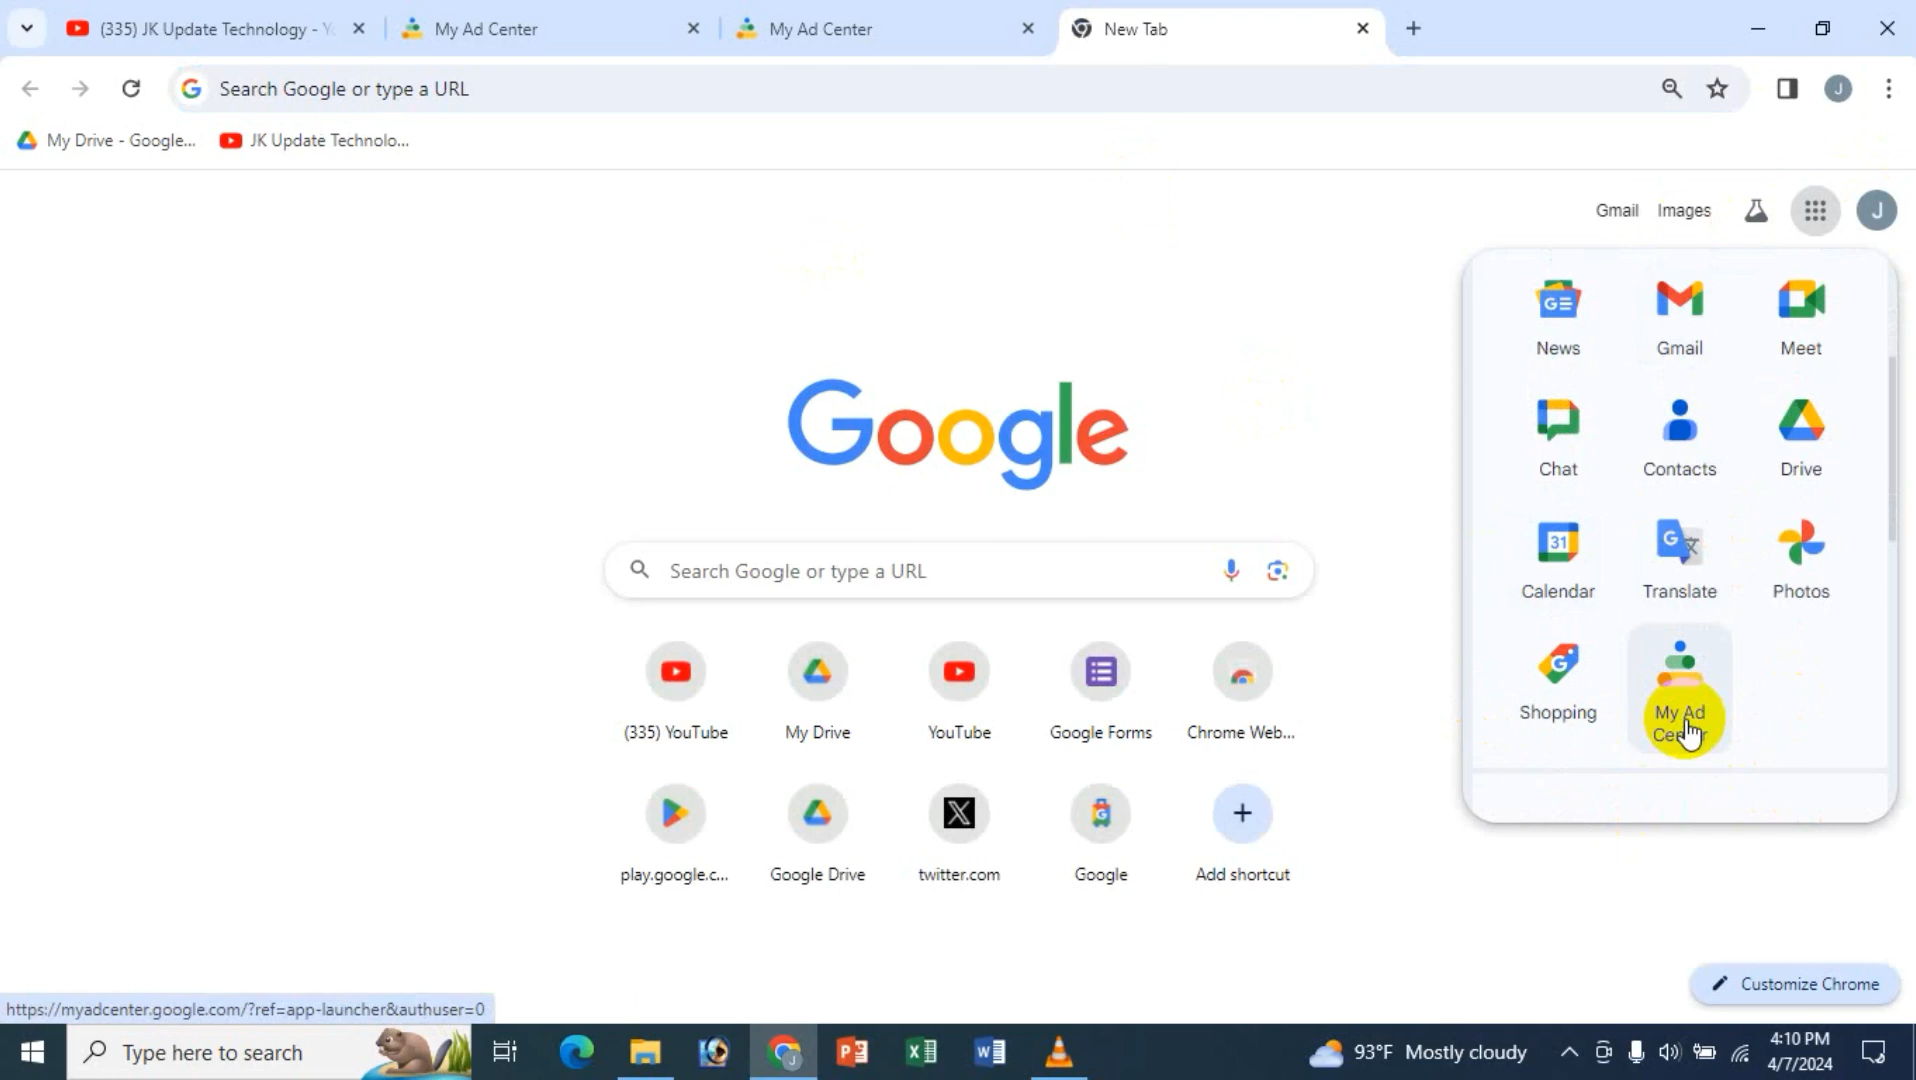 (335) JK Update Technology - Yo
My Ad Center
My Ad Center
New Tab
Search Google or type a URL
J
My Drive - Google...
JK Update Technolo...
Gmail
Images
J
News
Gmail
Meet
Chat
Contacts
Drive
31
Calendar
Translate
Photos
Shopping
My Ad
Center
Google
Search Google or type a URL
(335) YouTube
My Drive
YouTube
Google Forms
Chrome Web...
play.google.c...
Google Drive
twitter.com
Google
Add shortcut
Customize Chrome
https://myadcenter.google.com/?ref=app-launcher&authuser=0
Type here to search
93°F Mostly cloudy
4:10 PM
4/7/2024